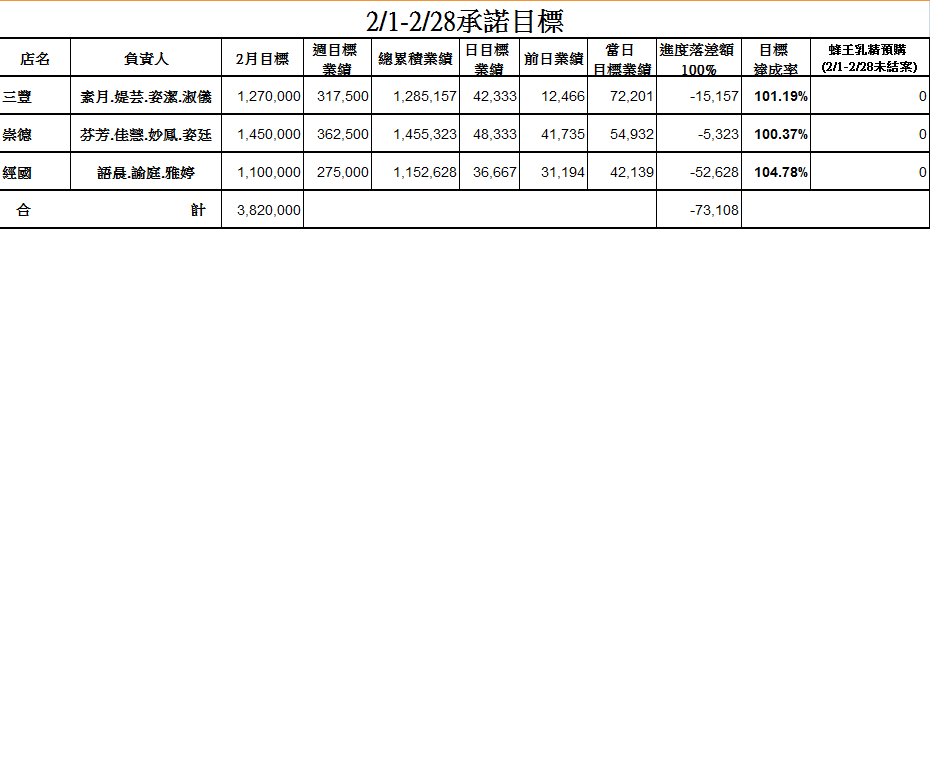 2/1-2/28承諾目標
店名 負責人 2月目標 週目標業績 總累積業績 日目標業績 前日業績 當日目標業績 進度落差額100% 目標達成率 蜂王乳精預購(2/1-2/28未結案)
三豐 素月.媞芸.姿潔.淑儀 1,270,000 317,500 1,285,157 42,333 12,466 72,201 -15,157 101.19% 0
崇德 芬芳.佳慧.妙鳳.姿廷 1,450,000 362,500 1,455,323 48,333 41,735 54,932 -5,323 100.37% 0
經國 語晨.諭庭.雅婷 1,100,000 275,000 1,152,628 36,667 31,194 42,139 -52,628 104.78% 0
合 計 3,820,000 -73,108